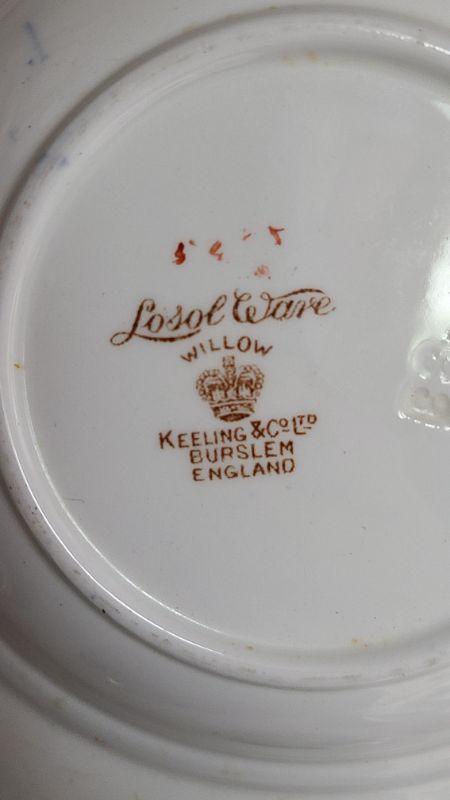 Losol Ware
WILLOW
KEELING & Co LTD
BURSLEM
ENGLAND